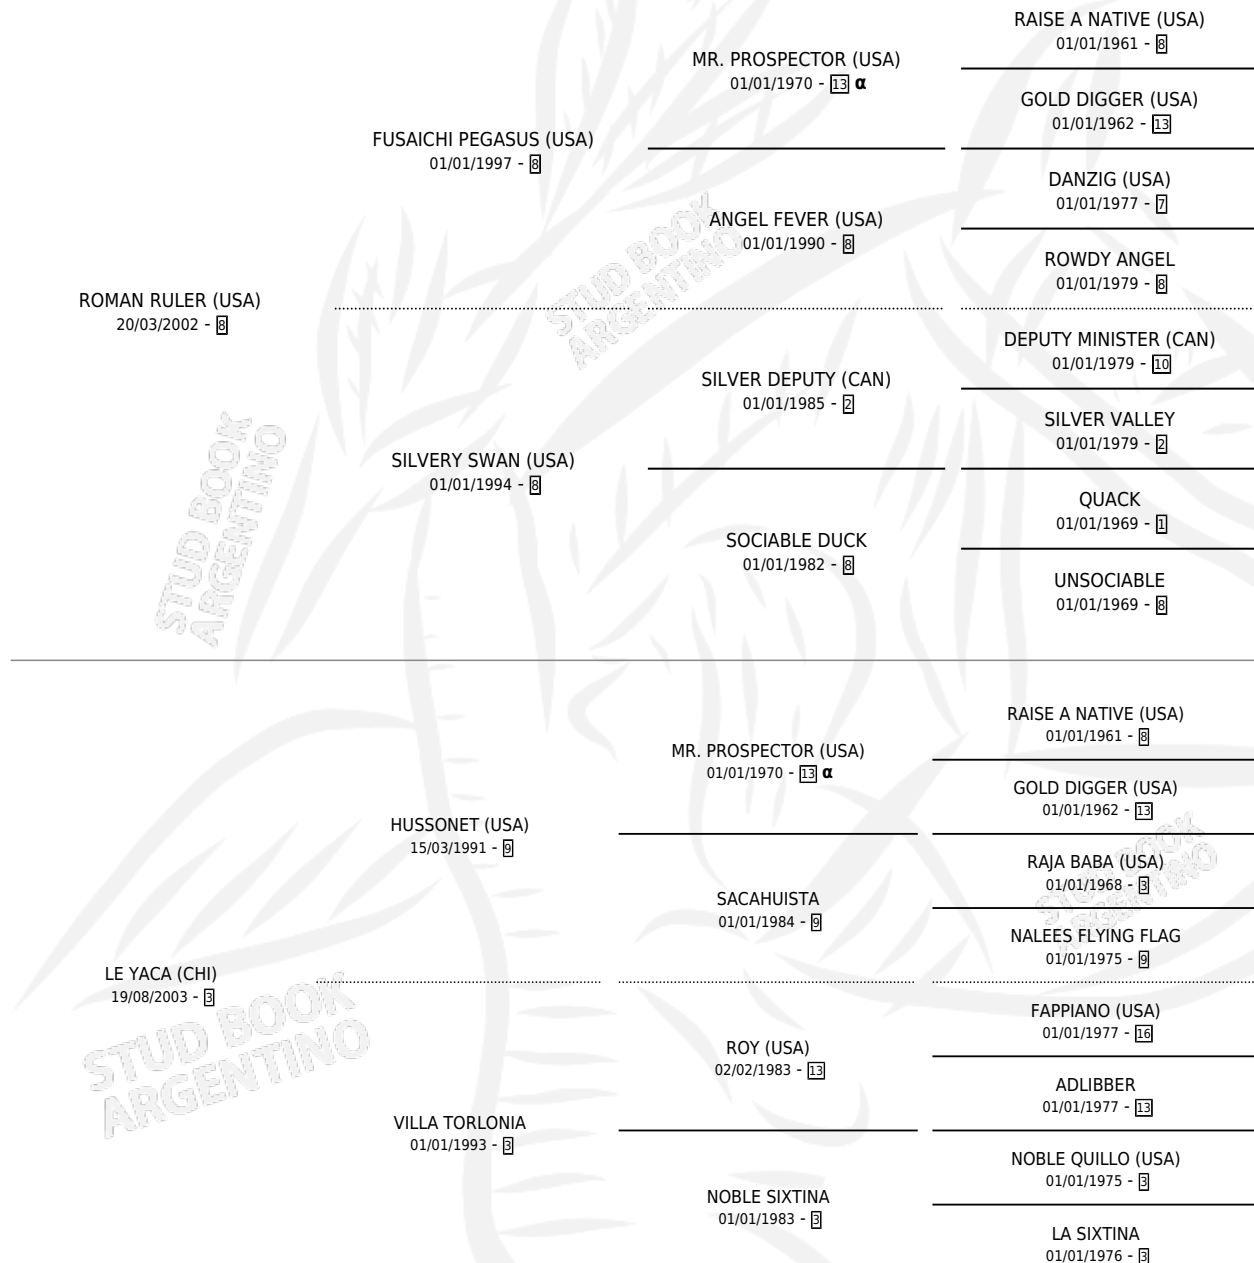 RAISE A NATIVE (USA)
01/01/1961 - 8
MR. PROSPECTOR (USA)
01/01/1970 - 13 α
GOLD DIGGER (USA)
01/01/1962 - 13
FUSAICHI PEGASUS (USA)
01/01/1997 - 8
DANZIG (USA)
01/01/1977 - 7
ANGEL FEVER (USA)
01/01/1990 - 8
ROWDY ANGEL
01/01/1979 - 8
ROMAN RULER (USA)
20/03/2002 - 8
DEPUTY MINISTER (CAN)
01/01/1979 - 10
SILVER DEPUTY (CAN)
01/01/1985 - 2
SILVER VALLEY
01/01/1979 - 2
SILVERY SWAN (USA)
01/01/1994 - 8
QUACK
01/01/1969 - 1
SOCIABLE DUCK
01/01/1982 - 8
UNSOCIABLE
01/01/1969 - 8
STUD BOOK
ARGENTINO
STUD BOOK
ARGENTINO
RAISE A NATIVE (USA)
01/01/1961 - 8
MR. PROSPECTOR (USA)
01/01/1970 - 13 α
GOLD DIGGER (USA)
01/01/1962 - 13
HUSSONET (USA)
15/03/1991 - 9
RAJA BABA (USA)
01/01/1968 - 3
SACAHUISTA
01/01/1984 - 9
NALEES FLYING FLAG
01/01/1975 - 9
LE YACA (CHI)
19/08/2003 - 3
FAPPIANO (USA)
01/01/1977 - 16
ROY (USA)
02/02/1983 - 13
ADLIBBER
01/01/1977 - 13
VILLA TORLONIA
01/01/1993 - 3
NOBLE QUILLO (USA)
01/01/1975 - 3
NOBLE SIXTINA
01/01/1983 - 3
LA SIXTINA
01/01/1976 - 3
STUD BOOK
ARGENTINO
STUD BOOK
ARGENTINO